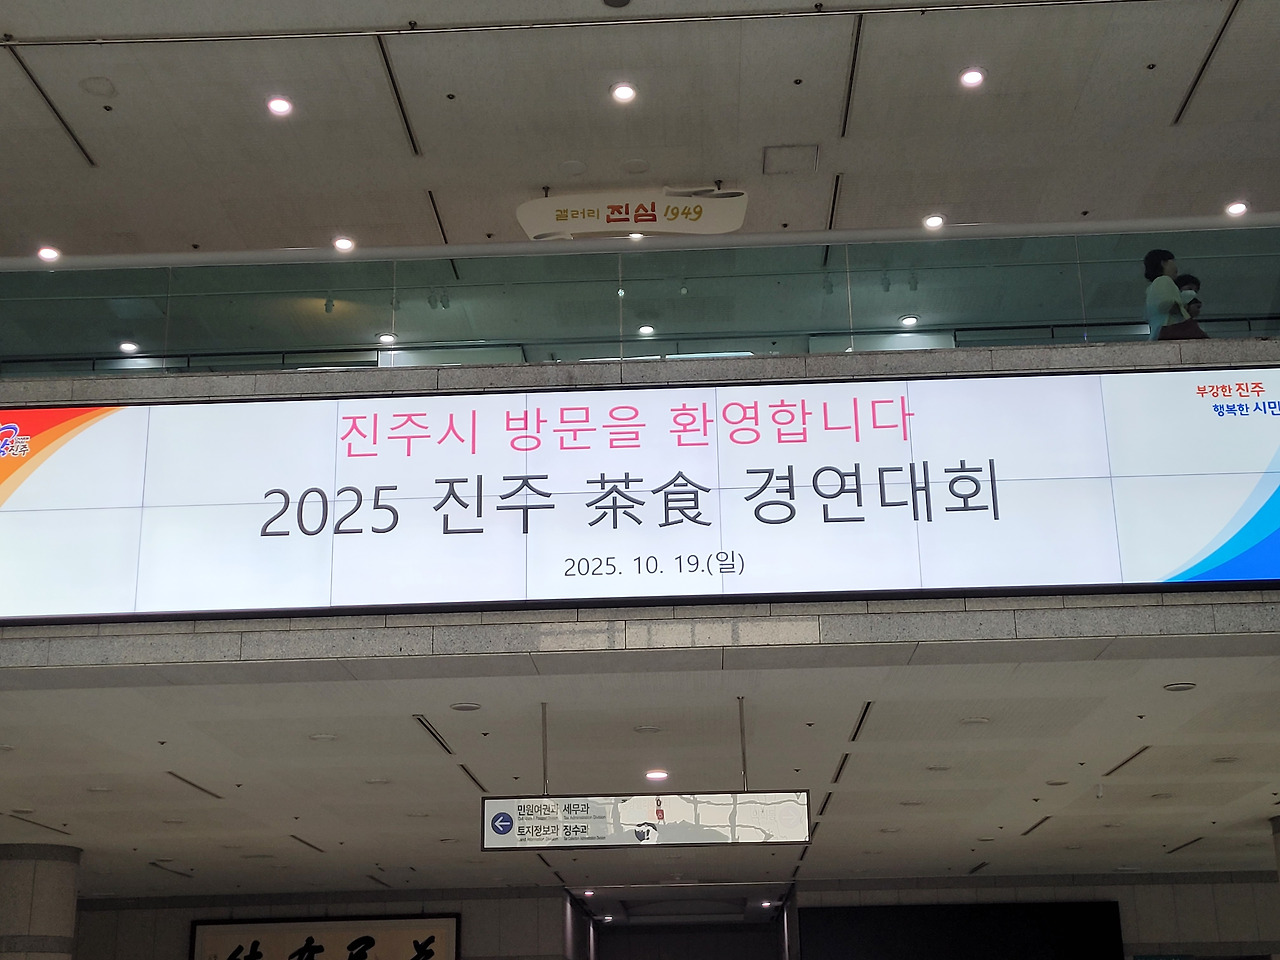 갤러리 진심 1949
부강한 진주
행복한 시민
진주시 방문을 환영합니다
2025 진주 茶食 경연대회
2025. 10. 19.(일)
민원여권과 세무과
토지정보과 징수과